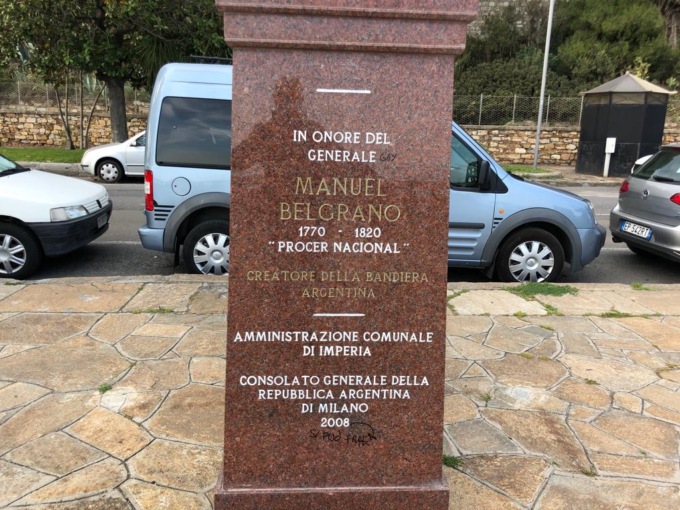 IN ONORE DEL
GENERALE GAY
MANUEL
BELGRANO
1770 - 1820
"PROCER NACIONAL"
CREATORE DELLA BANDIERA
ARGENTINA
AMMINISTRAZIONE COMUNALE
DI IMPERIA
CONSOLATO GENERALE DELLA
REPUBBLICA ARGENTINA
DI MILANO
2008